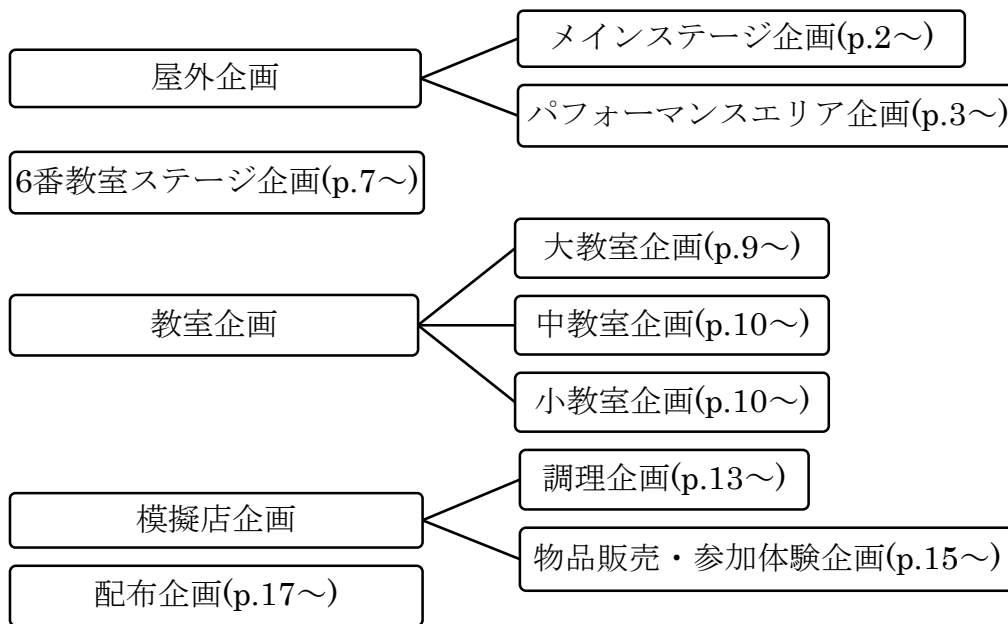 屋外企画
メインステージ企画(p.2～)
パフォーマンスエリア企画(p.3～)
6番教室ステージ企画(p.7～)
教室企画
大教室企画(p.9～)
中教室企画(p.10～)
小教室企画(p.10～)
模擬店企画
調理企画(p.13～)
物品販売・参加体験企画(p.15～)
配布企画(p.17～)